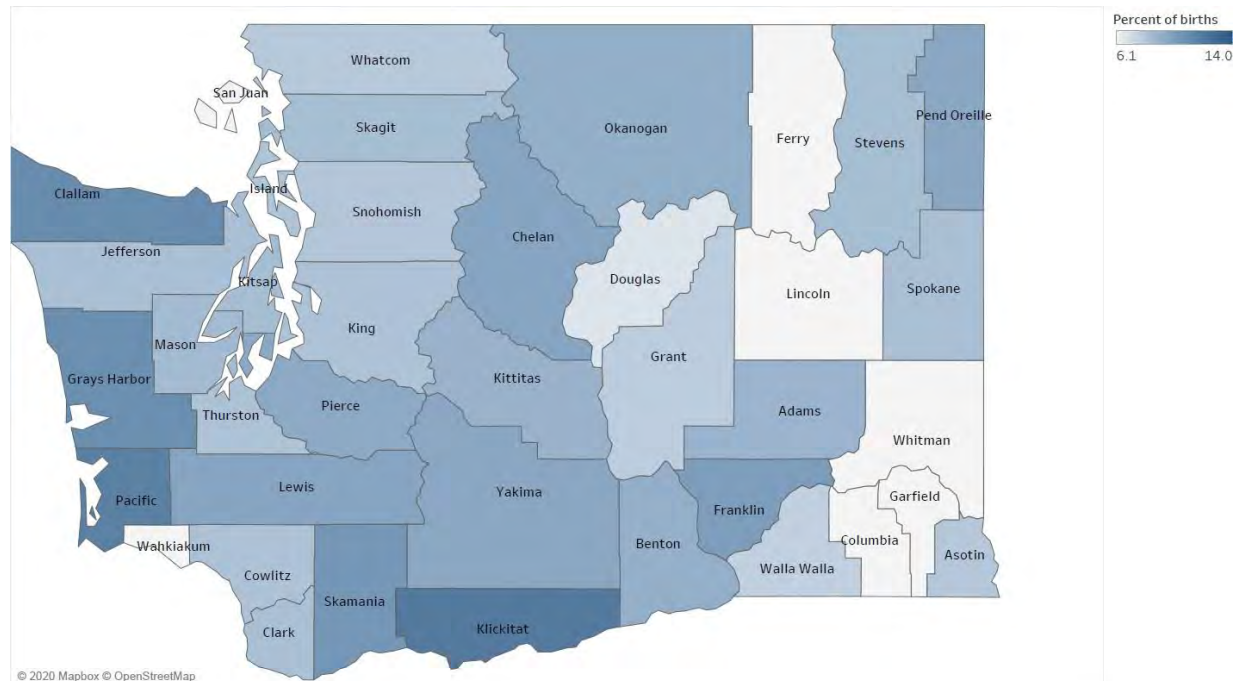 Percent of births
6.1 14.0
Whatcom
San Juan
Skagit
Okanogan
Ferry
Stevens
Pend Oreille
Clallam
Island
Snohomish
Chelan
Jefferson
Kitsap
Douglas
Lincoln
Spokane
King
Mason
Grant
Grays Harbor
Kittitas
Pierce
Thurston
Adams
Whitman
Lewis
Yakima
Pacific
Franklin
Garfield
Wahkiakum
Benton
Columbia
Asotin
Cowlitz
Walla Walla
Skamania
Clark
Klickitat
© 2020 Mapbox © OpenStreetMap